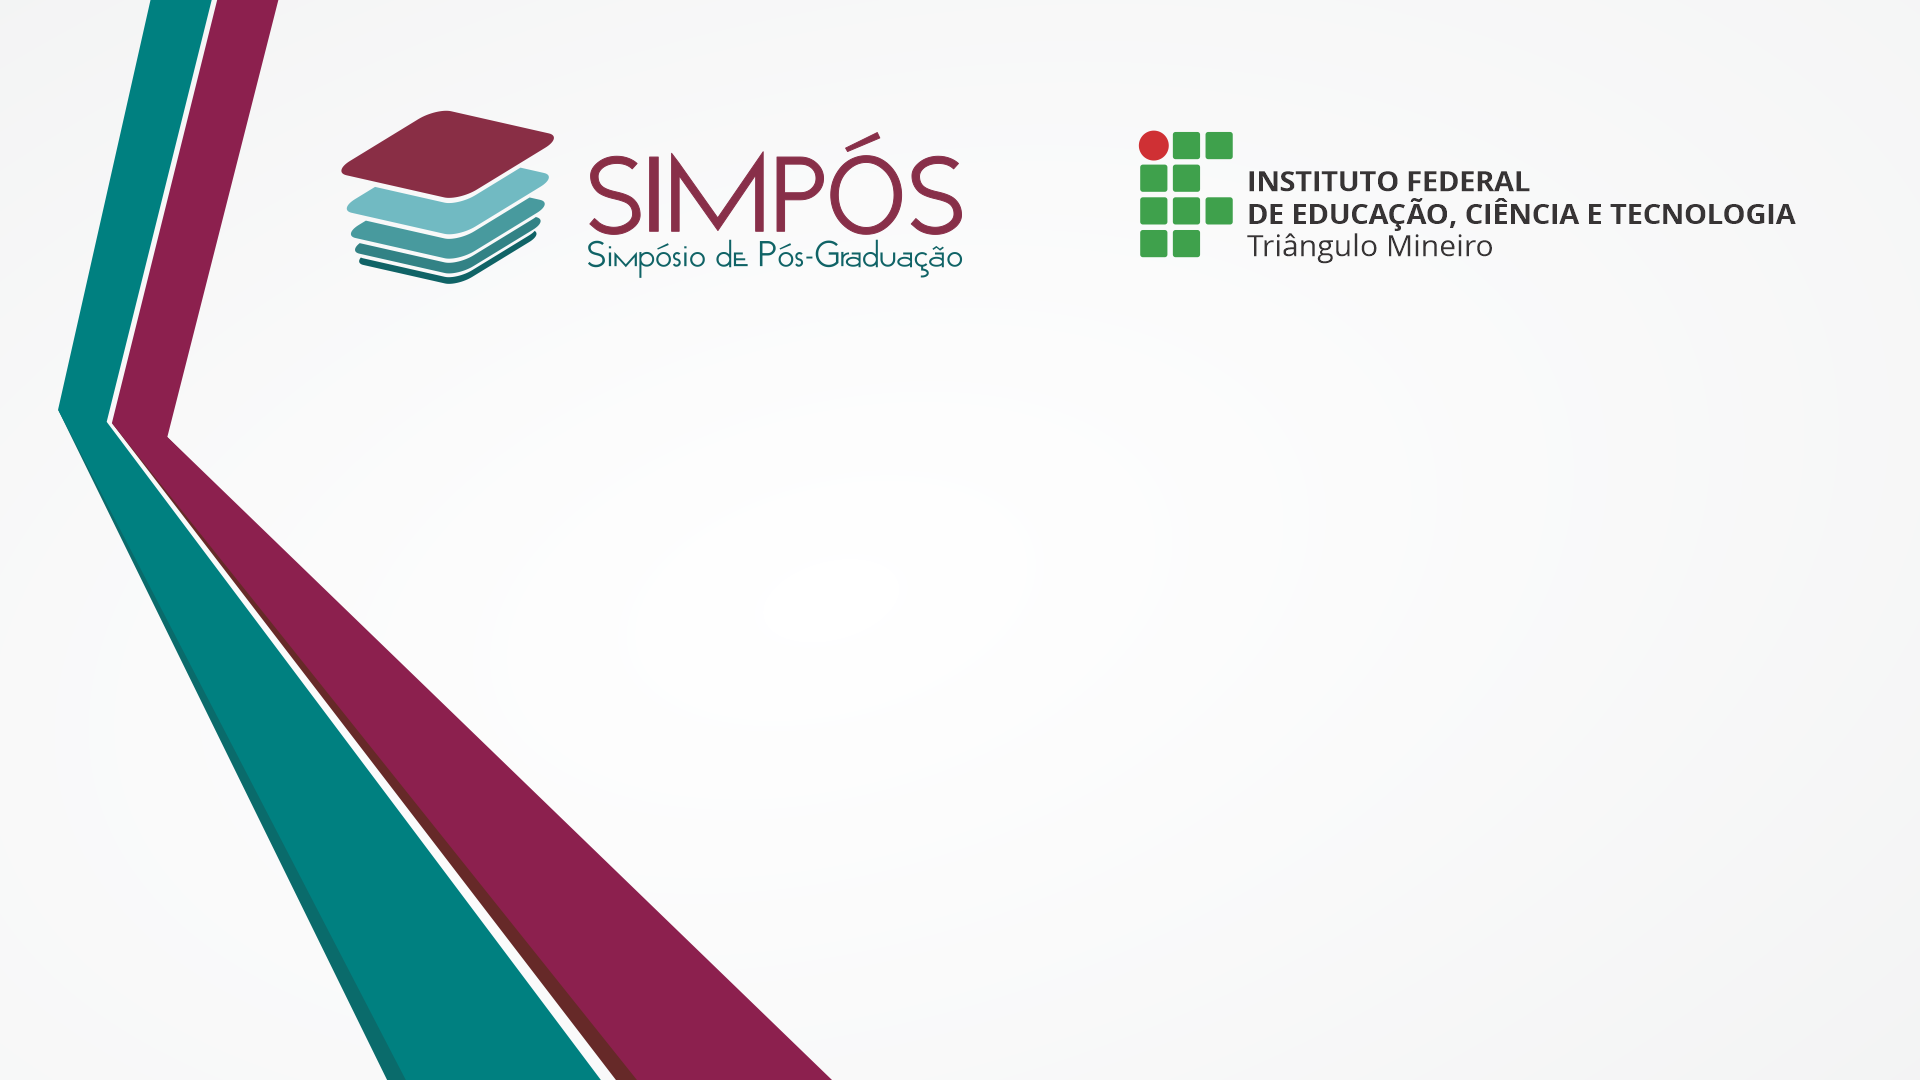 SIMPÓS
Simpósio de Pós-Graduação
INSTITUTO FEDERAL
DE EDUCAÇÃO, CIÊNCIA E TECNOLOGIA
Triângulo Mineiro